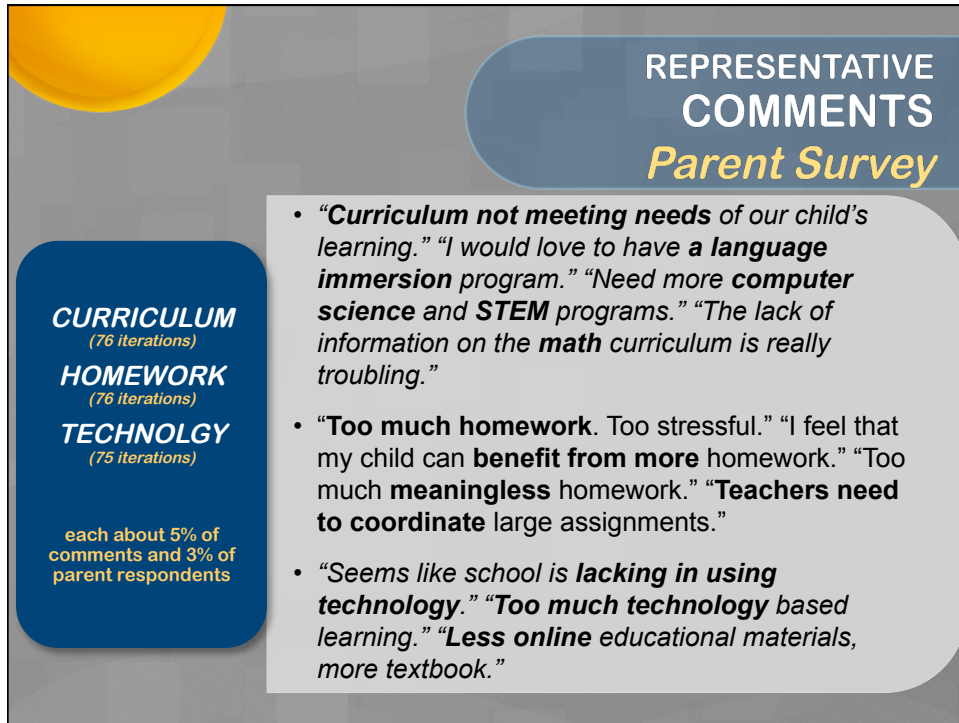 REPRESENTATIVE
COMMENTS
Parent Survey
CURRICULUM
(76 iterations)
HOMEWORK
(76 iterations)
TECHNOLGY
(75 iterations)
each about 5% of
comments and 3% of
parent respondents
• “Curriculum not meeting needs of our child’s
learning.” “I would love to have a language
immersion program.” “Need more computer
science and STEM programs.” “The lack of
information on the math curriculum is really
troubling.”
• “Too much homework. Too stressful.” “I feel that
my child can benefit from more homework.” “Too
much meaningless homework.” “Teachers need
to coordinate large assignments.”
• “Seems like school is lacking in using
technology.” “Too much technology based
learning.” “Less online educational materials,
more textbook.”